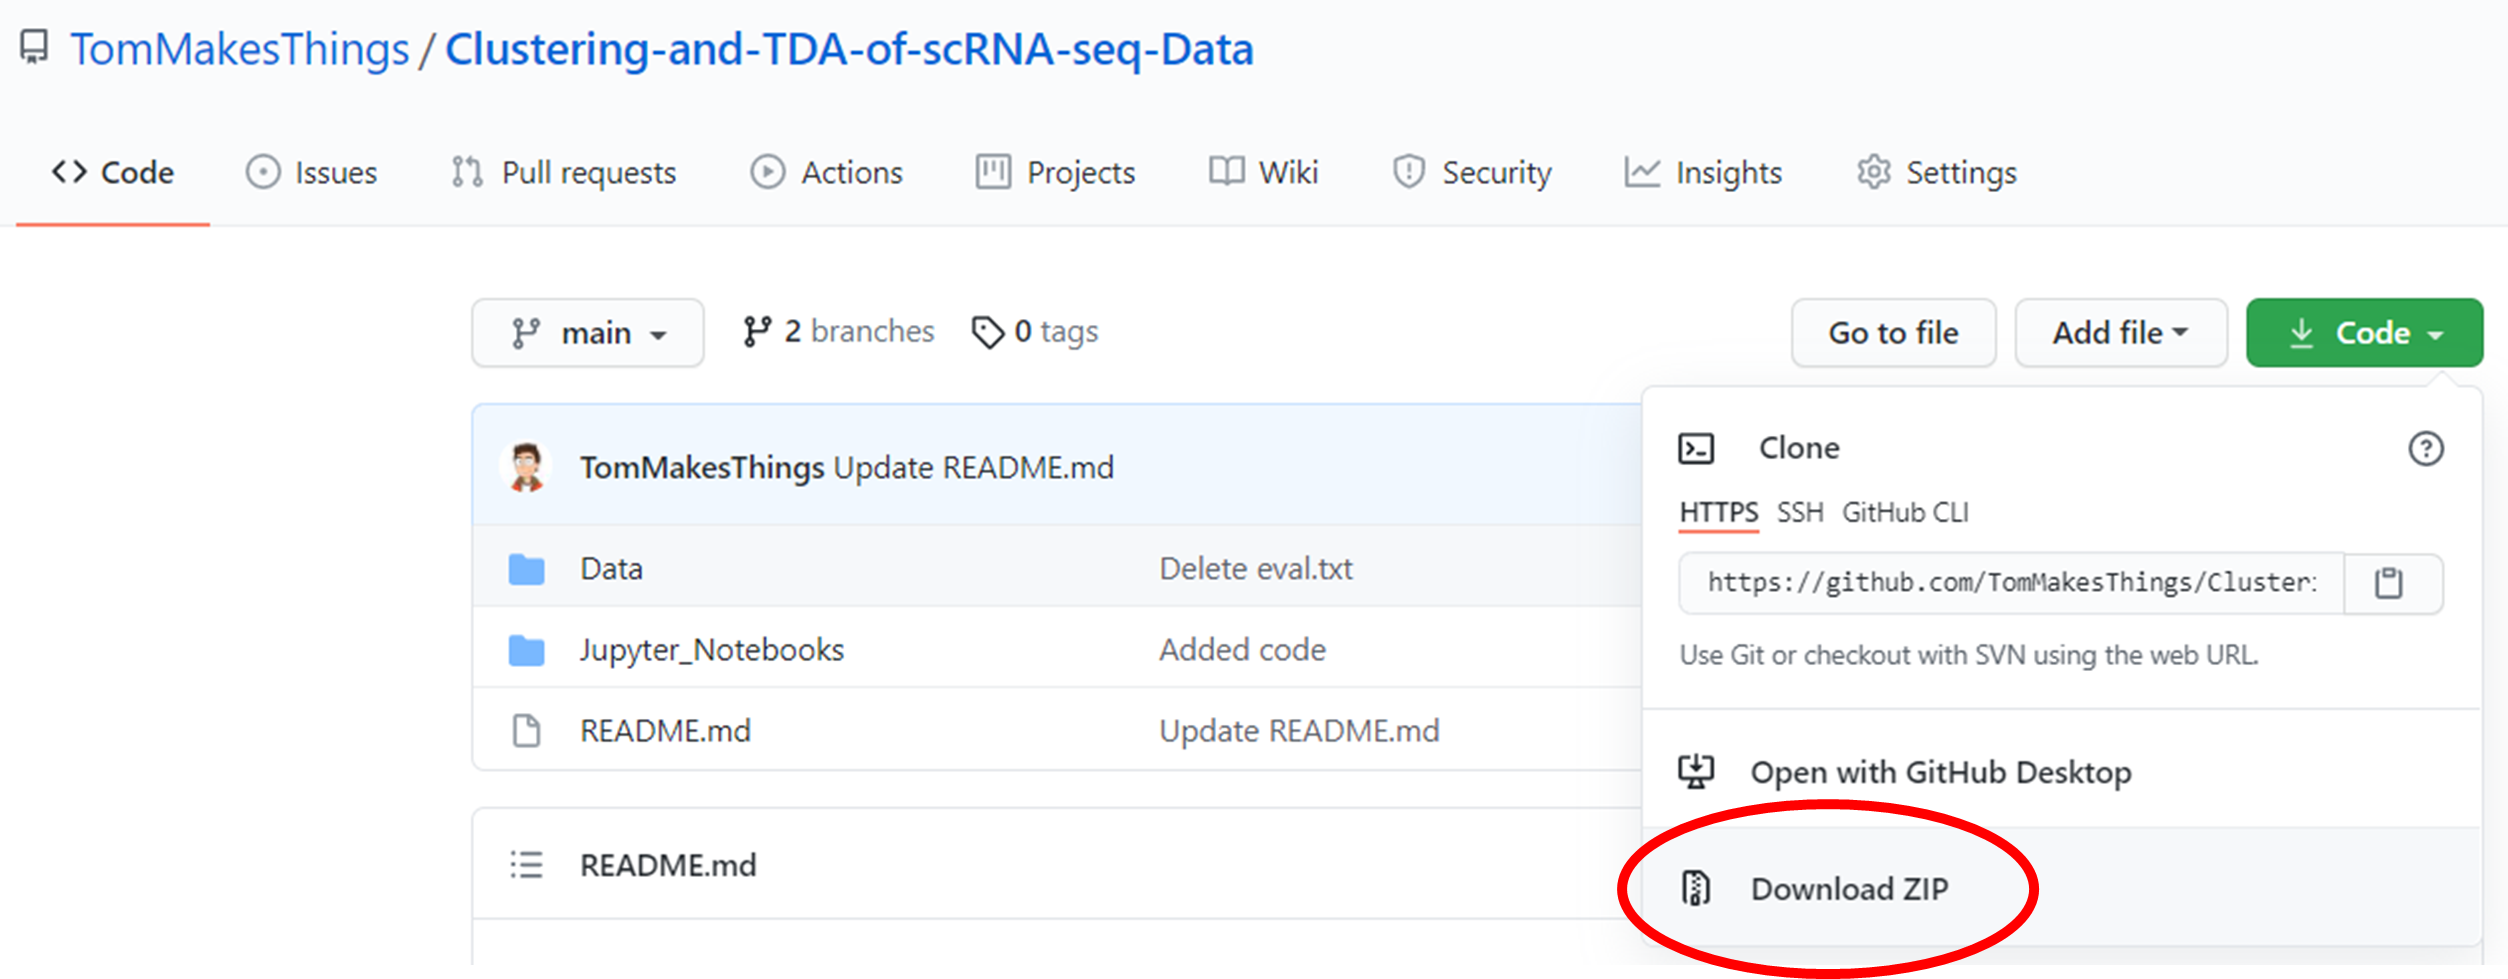 TomMakesThings / Clustering-and-TDA-of-scRNA-seq-Data
Code Issues Pull requests Actions Projects Wiki Security Insights Settings
main 2 branches 0 tags Go to file Add file Code
TomMakesThings Update README.md
Data Delete eval.txt
Jupyter_Notebooks Added code
README.md Update README.md
README.md
Clone
HTTPS SSH GitHub CLI
https://github.com/TomMakesThings/Cluster
Use Git or checkout with SVN using the web URL.
Open with GitHub Desktop
Download ZIP